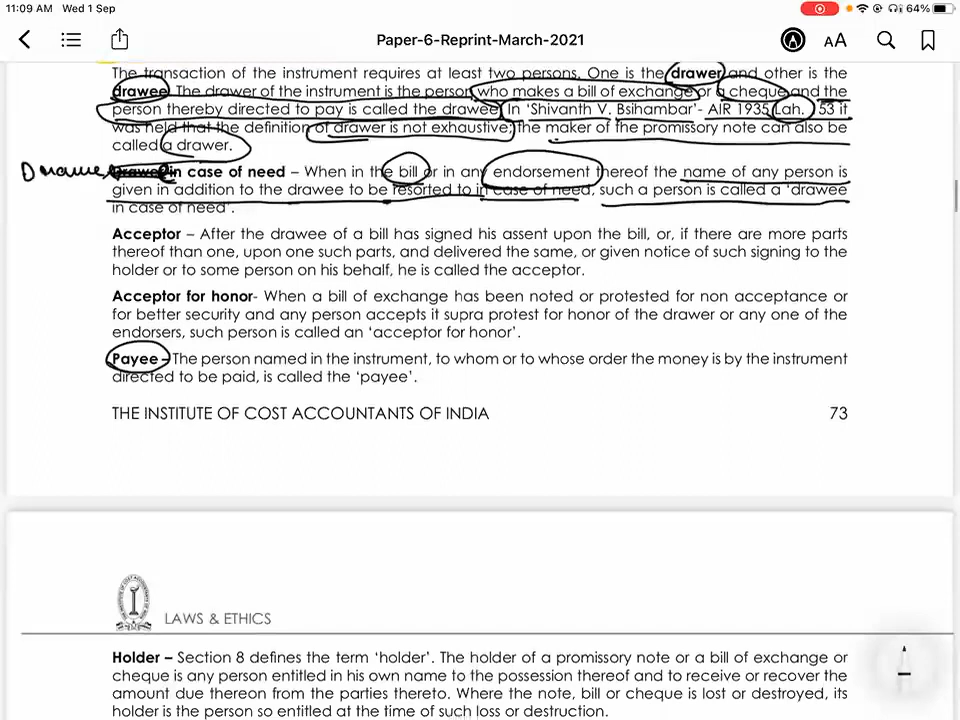 11:09 AM Wed 1 Sep
64%
Paper-6-Reprint-March-2021
AA
The transaction of the instrument requires at least two persons. One is the drawer and other is the
drawee. The drawer of the instrument is the person who makes a bill of exchange or a cheque and the
person thereby directed to pay is called the drawee. In 'Shivanth V. Bsihambar'- AIR 1935 Lah. 53 it
was held that the definition of drawer is not exhaustive; the maker of the promissory note can also be
called a drawer.
in case of need – When in the bill or in any endorsement thereof the name of any person is
given in addition to the drawee to be resorted to in case of need, such a person is called a 'drawee
in case of need'.
Acceptor – After the drawee of a bill has signed his assent upon the bill, or, if there are more parts
thereof than one, upon one such parts, and delivered the same, or given notice of such signing to the
holder or to some person on his behalf, he is called the acceptor.
Acceptor for honor- When a bill of exchange has been noted or protested for non acceptance or
for better security and any person accepts it supra protest for honor of the drawer or any one of the
endorsers, such person is called an 'acceptor for honor'.
Payee – The person named in the instrument, to whom or to whose order the money is by the instrument
directed to be paid, is called the 'payee'.
THE INSTITUTE OF COST ACCOUNTANTS OF INDIA 73
LAWS & ETHICS
Holder – Section 8 defines the term 'holder'. The holder of a promissory note or a bill of exchange or
cheque is any person entitled in his own name to the possession thereof and to receive or recover the
amount due thereon from the parties thereto. Where the note, bill or cheque is lost or destroyed, its
holder is the person so entitled at the time of such loss or destruction.